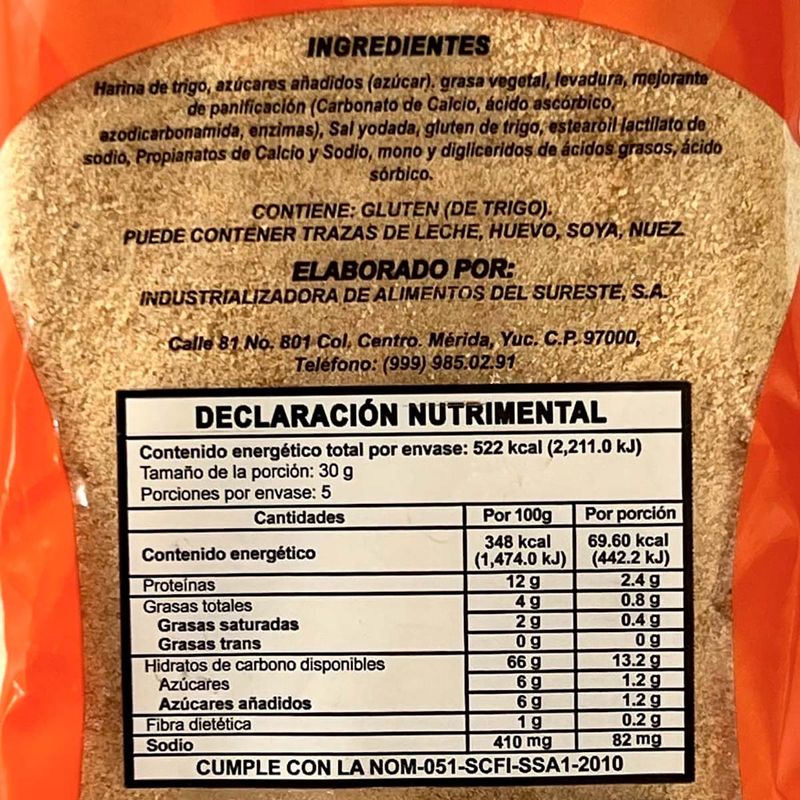 INGREDIENTES
Harina de trigo, azúcares añadidos (azúcar). grasa vegetal, levadura, mejorante
de panificación (Carbonato de Calcio, ácido ascórbico,
azodicarbonamida, enzimas), Sal yodada, gluten de trigo, estearoil lactilato de
sodio, Propianatos de Calcio y Sodio, mono y digliceridos de ácidos grasos, ácido
sórbico.
CONTIENE: GLUTEN (DE TRIGO).
PUEDE CONTENER TRAZAS DE LECHE, HUEVO, SOYA, NUEZ.
ELABORADO POR:
INDUSTRIALIZADORA DE ALIMENTOS DEL SURESTE, S.A.
Calle 81 No. 801 Col. Centro. Mérida, Yuc. C.P. 97000,
Teléfono: (999) 985.02.91
DECLARACIÓN NUTRIMENTAL
Contenido energético total por envase: 522 kcal (2,211.0 kJ)
Tamaño de la porción: 30 g
Porciones por envase: 5
Cantidades Por 100g Por porción
Contenido energético 348 kcal (1,474.0 kJ) 69.60 kcal (442.2 kJ)
Proteínas 12 g 2.4 g
Grasas totales 4 g 0.8 g
Grasas saturadas 2 g 0.4 g
Grasas trans 0 g 0 g
Hidratos de carbono disponibles 66 g 13.2 g
Azúcares 6 g 1.2 g
Azúcares añadidos 6 g 1.2 g
Fibra dietética 1 g 0.2 g
Sodio 410 mg 82 mg
CUMPLE CON LA NOM-051-SCFI-SSA1-2010